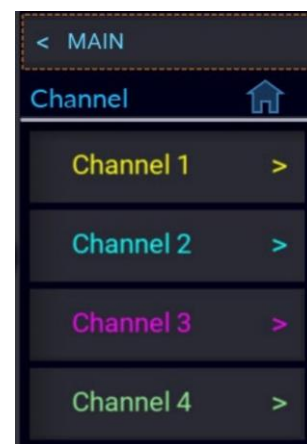 < MAIN
Channel
Channel 1 >
Channel 2 >
Channel 3 >
Channel 4 >